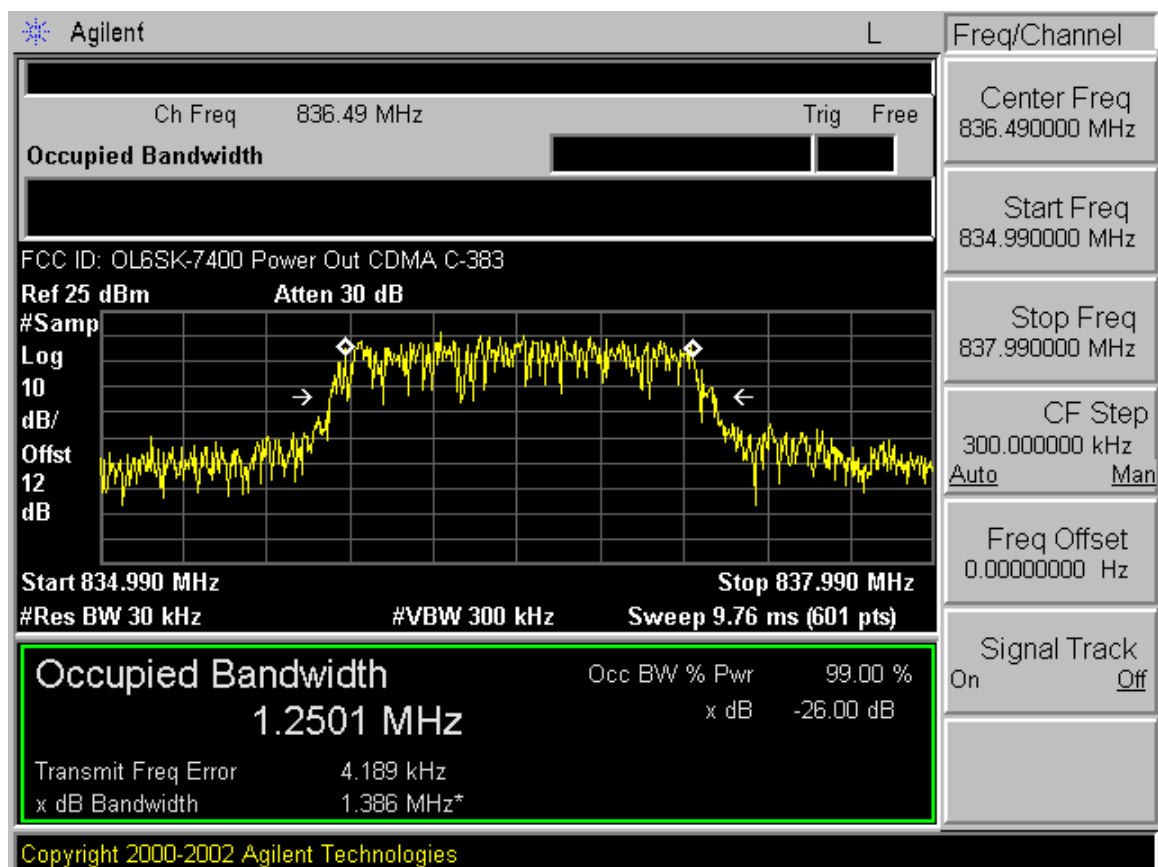 Agilent L
Freq/Channel
Ch Freq 836.49 MHz Trig Free
Occupied Bandwidth
FCC ID: OL6SK-7400 Power Out CDMA C-383
Ref 25 dBm Atten 30 dB
#Samp
Log
10
dB/
Offst
12
dB
Start 834.990 MHz Stop 837.990 MHz
#Res BW 30 kHz #VBW 300 kHz Sweep 9.76 ms (601 pts)
Occupied Bandwidth
1.2501 MHz
Occ BW % Pwr 99.00 %
x dB -26.00 dB
Transmit Freq Error 4.189 kHz
x dB Bandwidth 1.386 MHz*
Center Freq
836.490000 MHz
Start Freq
834.990000 MHz
Stop Freq
837.990000 MHz
CF Step
300.000000 kHz
Auto Man
Freq Offset
0.00000000 Hz
Signal Track
On Off
Copyright 2000-2002 Agilent Technologies